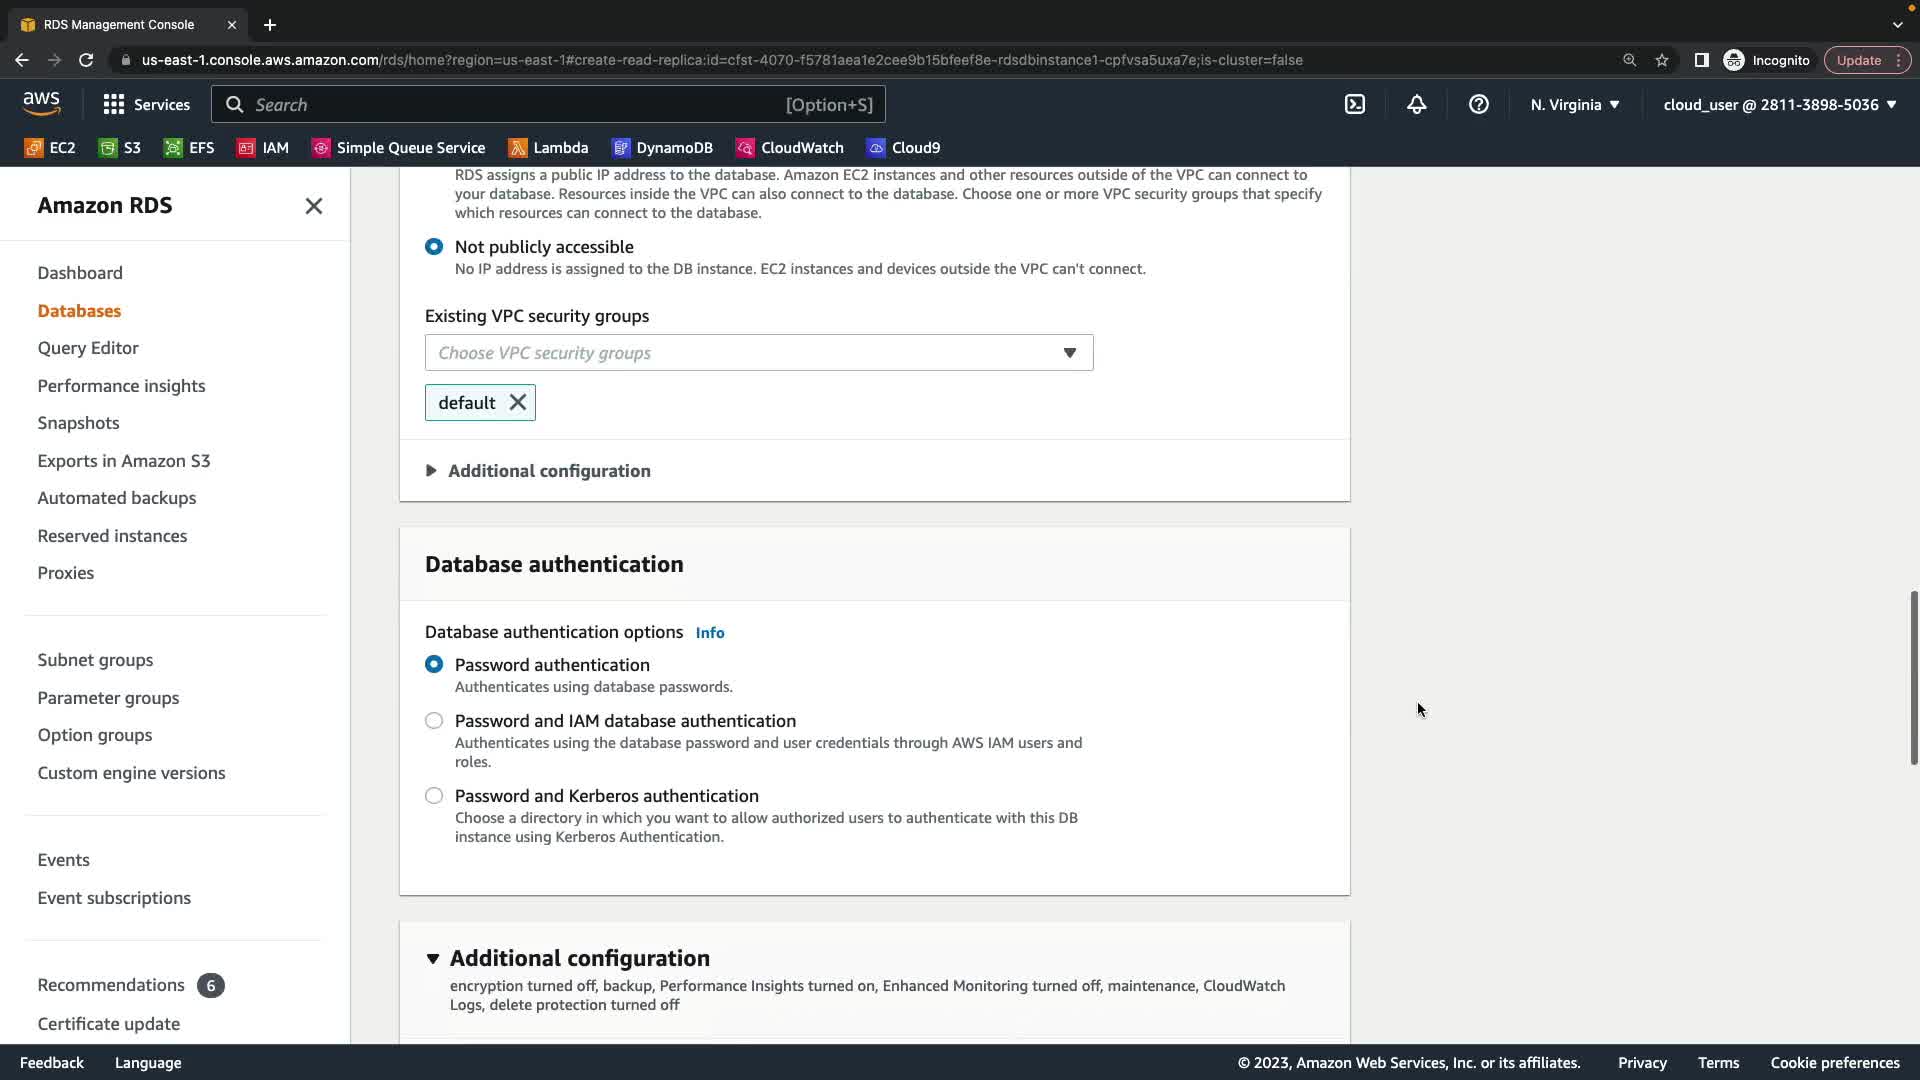 RDS Management Console
us-east-1.console.aws.amazon.com/rds/home?region=us-east-1#create-read-replica:id=cfst-4070-f5781aea1e2cee9b15bfeef8e-rdsdbinstance1-cpfvsa5uxa7e;is-cluster=false
Incognito
Update
aws
Services
Search
[Option+S]
N. Virginia
cloud_user @ 2811-3898-5036
EC2
S3
EFS
IAM
Simple Queue Service
Lambda
DynamoDB
CloudWatch
Cloud9
Amazon RDS
Dashboard
Databases
Query Editor
Performance insights
Snapshots
Exports in Amazon S3
Automated backups
Reserved instances
Proxies
Subnet groups
Parameter groups
Option groups
Custom engine versions
Events
Event subscriptions
Recommendations 6
Certificate update
RDS assigns a public IP address to the database. Amazon EC2 instances and other resources outside of the VPC can connect to
your database. Resources inside the VPC can also connect to the database. Choose one or more VPC security groups that specify
which resources can connect to the database.
Not publicly accessible
No IP address is assigned to the DB instance. EC2 instances and devices outside the VPC can't connect.
Existing VPC security groups
Choose VPC security groups
default
Additional configuration
Database authentication
Database authentication options Info
Password authentication
Authenticates using database passwords.
Password and IAM database authentication
Authenticates using the database password and user credentials through AWS IAM users and
roles.
Password and Kerberos authentication
Choose a directory in which you want to allow authorized users to authenticate with this DB
instance using Kerberos Authentication.
Additional configuration
encryption turned off, backup, Performance Insights turned on, Enhanced Monitoring turned off, maintenance, CloudWatch
Logs, delete protection turned off
Feedback
Language
© 2023, Amazon Web Services, Inc. or its affiliates.
Privacy
Terms
Cookie preferences